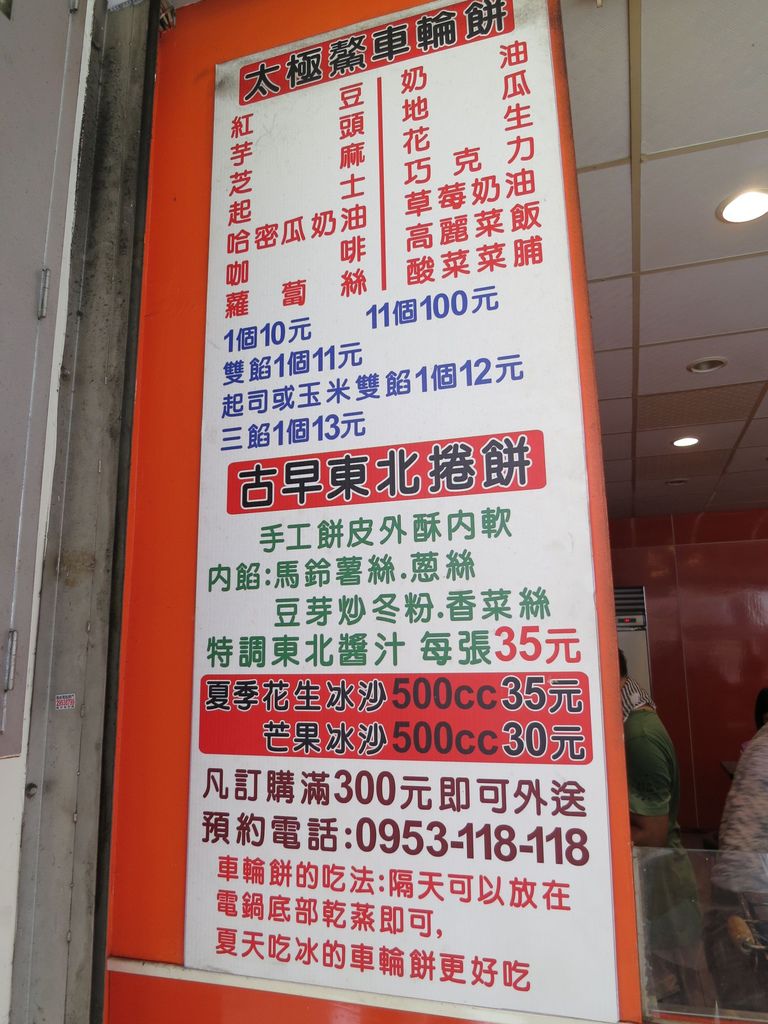 太極鰲車輪餅
紅豆
芋頭
芝麻
起士
哈密瓜奶油
咖啡
蘿蔔絲
奶油
地瓜
花生
巧克力
草莓奶油
高麗菜飯
酸菜菜脯
1個10元 11個100元
雙餡1個11元
起司或玉米雙餡1個12元
三餡1個13元
古早東北捲餅
手工餅皮外酥內軟
內餡:馬鈴薯絲.蔥絲
豆芽炒冬粉.香菜絲
特調東北醬汁 每張35元
夏季花生冰沙500cc35元
芒果冰沙500cc30元
凡訂購滿300元即可外送
預約電話:0953-118-118
車輪餅的吃法:隔天可以放在
電鍋底部乾蒸即可,
夏天吃冰的車輪餅更好吃